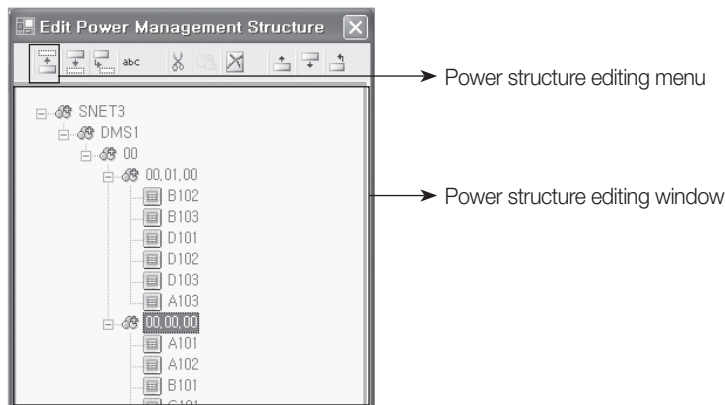 Edit Power Management Structure
abc
Power structure editing menu
SNET3
DMS1
00
00,01,00
B102
Power structure editing window
B103
D101
D102
D103
A103
00,00,00
A101
A102
B101